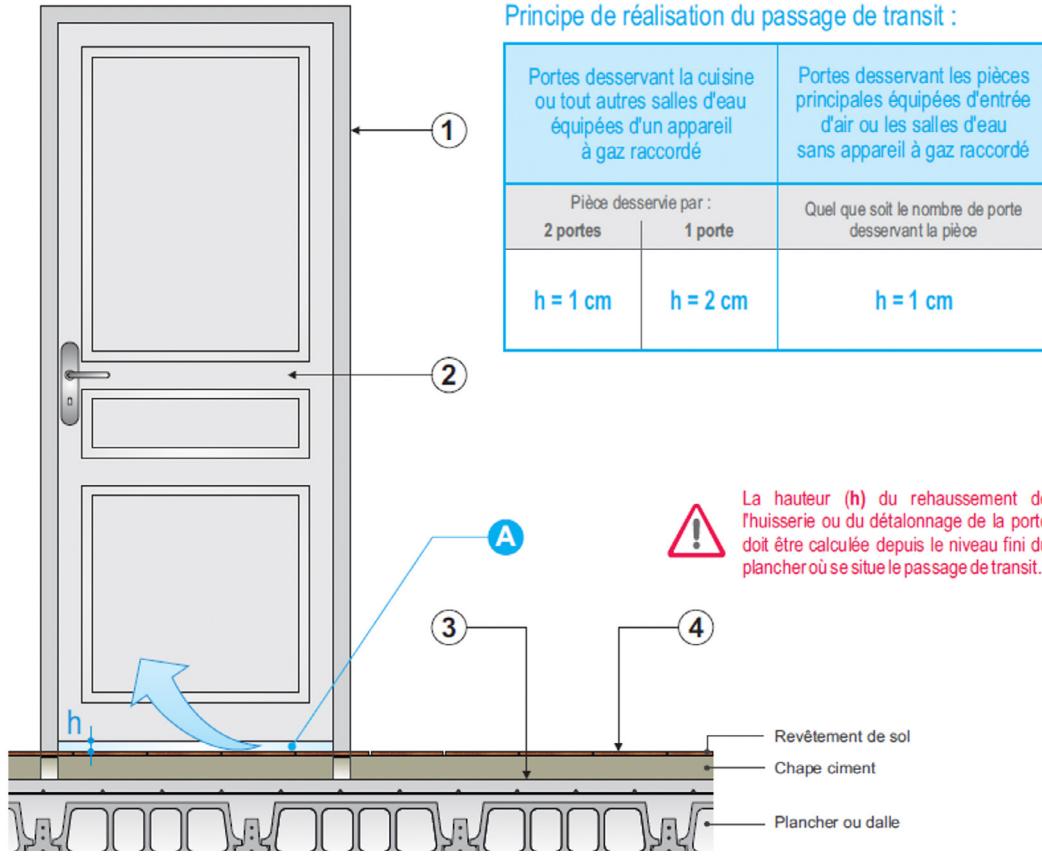 Principe de réalisation du passage de transit :
Portes desservant la cuisine
ou tout autres salles d'eau
équipées d'un appareil
à gaz raccordé
Portes desservant les pièces
principales équipées d'entrée
d'air ou les salles d'eau
sans appareil à gaz raccordé
Pièce desservie par :
2 portes
1 porte
Quel que soit le nombre de porte
desservant la pièce
h = 1 cm
h = 2 cm
h = 1 cm
1
2
A
La hauteur (h) du rehaussement de
l'huisserie ou du détalonnage de la porte
doit être calculée depuis le niveau fini du
plancher où se situe le passage de transit.
3
4
h
Revêtement de sol
Chape ciment
Plancher ou dalle